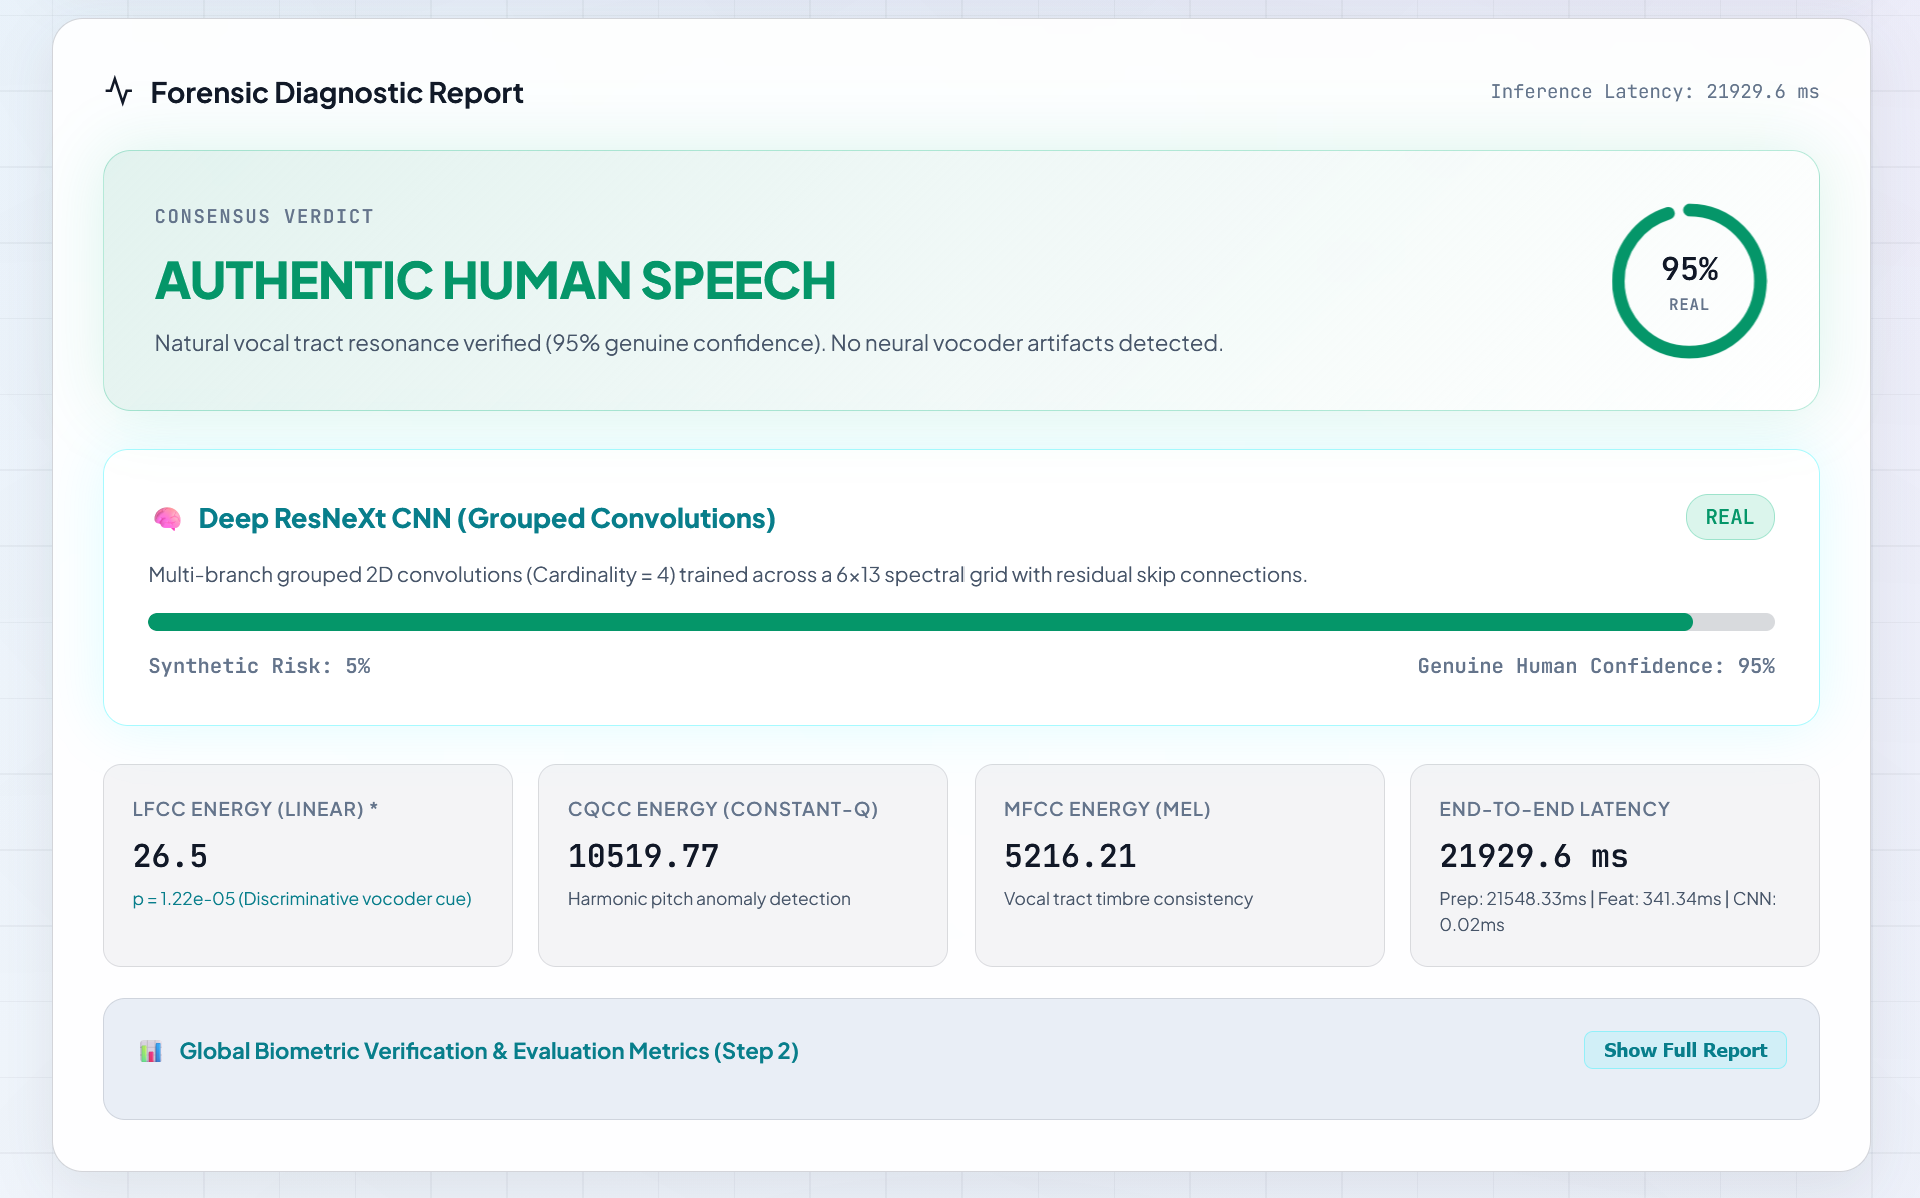 Forensic Diagnostic Report
Inference Latency: 21929.6 ms
CONSENSUS VERDICT
AUTHENTIC HUMAN SPEECH
Natural vocal tract resonance verified (95% genuine confidence). No neural vocoder artifacts detected.
95%
REAL
Deep ResNeXt CNN (Grouped Convolutions)
REAL
Multi-branch grouped 2D convolutions (Cardinality = 4) trained across a 6×13 spectral grid with residual skip connections.
Synthetic Risk: 5%
Genuine Human Confidence: 95%
LFCC ENERGY (LINEAR) *
26.5
p = 1.22e-05 (Discriminative vocoder cue)
CQCC ENERGY (CONSTANT-Q)
10519.77
Harmonic pitch anomaly detection
MFCC ENERGY (MEL)
5216.21
Vocal tract timbre consistency
END-TO-END LATENCY
21929.6 ms
Prep: 21548.33ms | Feat: 341.34ms | CNN:
0.02ms
Global Biometric Verification & Evaluation Metrics (Step 2)
Show Full Report